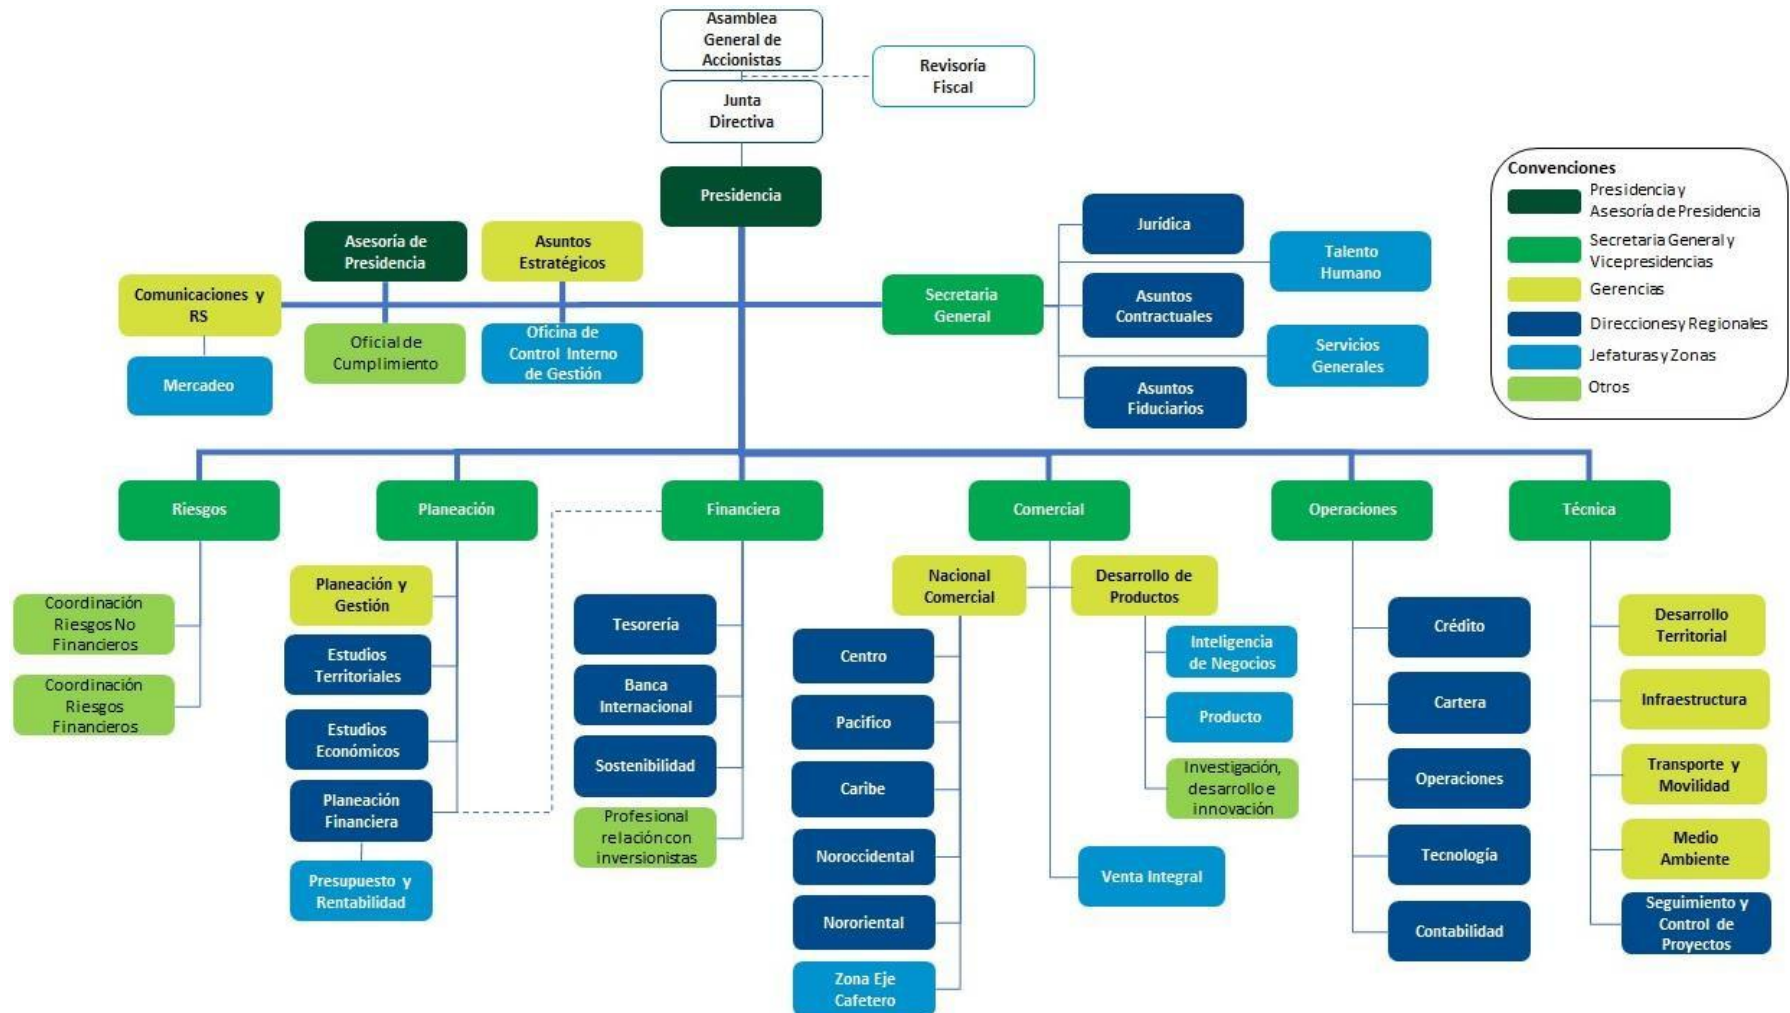 Asamblea
General de
Accionistas
Revisoría
Fiscal
Junta
Directiva
Presidencia
Convenciones
Presidencia y
Asesoría de Presidencia
Secretaria General y
Vicepresidencias
Gerencias
Direcciones y Regionales
Jefaturas y Zonas
Otros
Asesoría de
Presidencia
Asuntos
Estratégicos
Comunicaciones y
RS
Oficial de
Cumplimiento
Oficina de
Control Interno
de Gestión
Mercadeo
Secretaria
General
Jurídica
Talento
Humano
Asuntos
Contractuales
Servicios
Generales
Asuntos
Fiduciarios
Riesgos
Planeación
Financiera
Comercial
Operaciones
Técnica
Coordinación
Riesgos No
Financieros
Coordinación
Riesgos
Financieros
Planeación y
Gestión
Estudios
Territoriales
Estudios
Económicos
Planeación
Financiera
Presupuesto y
Rentabilidad
Tesorería
Banca
Internacional
Sostenibilidad
Profesional
relación con
inversionistas
Nacional
Comercial
Desarrollo de
Productos
Centro
Pacifico
Caribe
Noroccidental
Nororiental
Zona Eje
Cafetero
Inteligencia
de Negocios
Producto
Investigación,
desarrollo e
innovación
Venta Integral
Crédito
Cartera
Operaciones
Tecnología
Contabilidad
Desarrollo
Territorial
Infraestructura
Transporte y
Movilidad
Medio
Ambiente
Seguimiento y
Control de
Proyectos